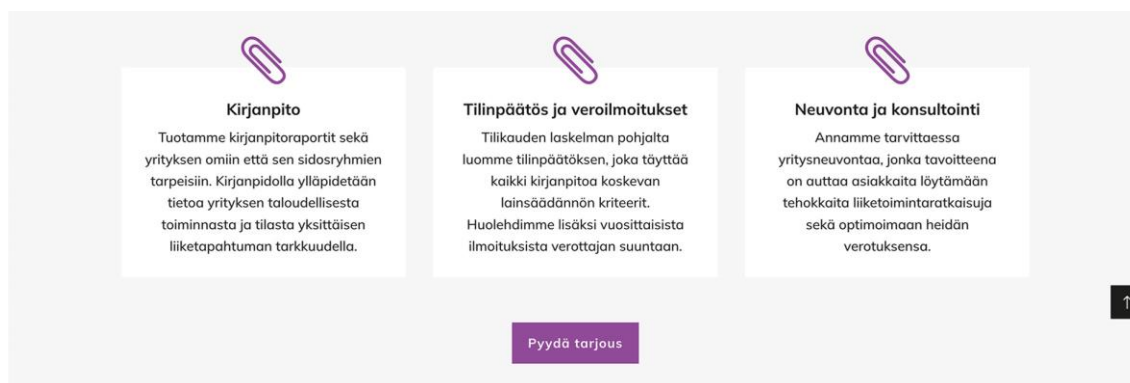 Kirjanpito
Tuotamme kirjanpitoraportit sekä
yrityksen omiin että sen sidosryhmien
tarpeisiin. Kirjanpidolla ylläpidetään
tietoa yrityksen taloudellisesta
toiminnasta ja tilasta yksittäisen
liiketapahtuman tarkkuudella.
Tilinpäätös ja veroilmoitukset
Tilikauden laskelman pohjalta
luomme tilinpäätöksen, joka täyttää
kaikki kirjanpitoa koskevan
lainsäädännön kriteerit.
Huolehdimme lisäksi vuosittaisista
ilmoituksista verottajan suuntaan.
Neuvonta ja konsultointi
Annamme tarvittaessa
yritysneuvontaa, jonka tavoitteena
on auttaa asiakkaita löytämään
tehokkaita liiketoimintaratkaisuja
sekä optimoimaan heidän
verotuksensa.
Pyydä tarjous